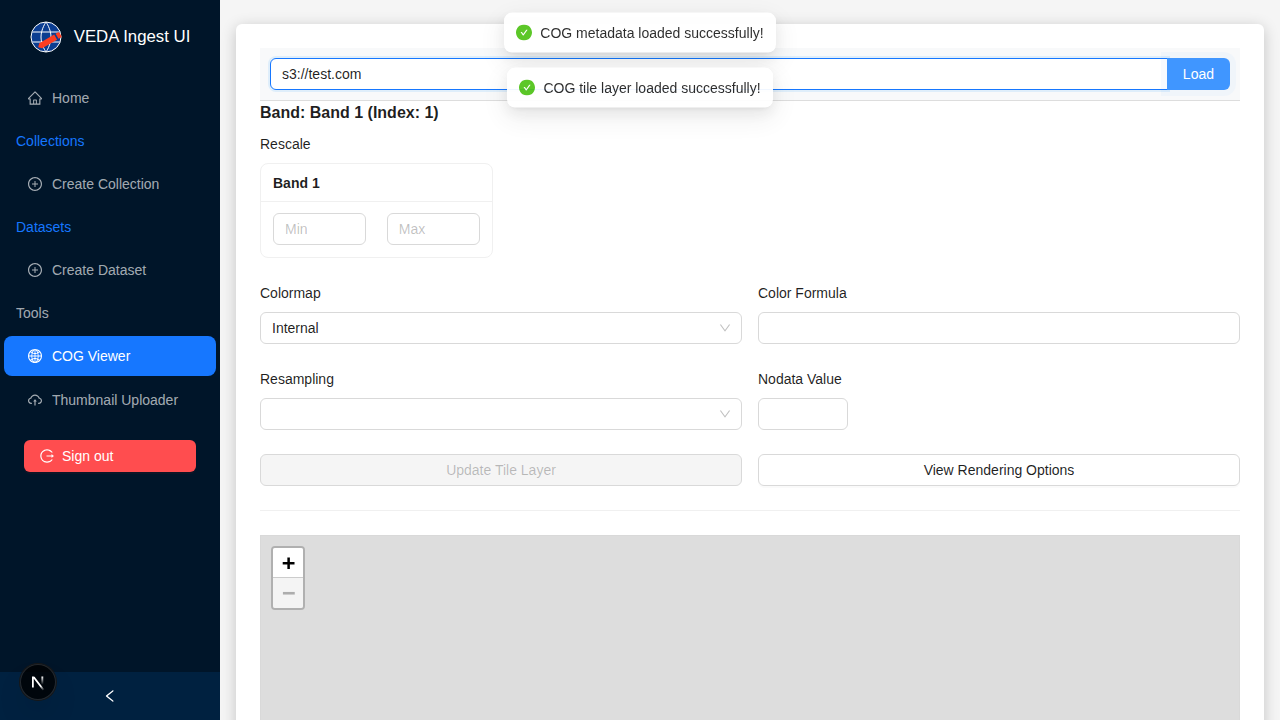 VEDA Ingest UI
Home
Collections
Create Collection
Datasets
Create Dataset
Tools
COG Viewer
Thumbnail Uploader
Sign out
COG metadata loaded successfully!
s3://test.com
Load
COG tile layer loaded successfully!
Band: Band 1 (Index: 1)
Rescale
Band 1
Min
Max
Colormap
Color Formula
Internal
Resampling
Nodata Value
Update Tile Layer
View Rendering Options
+
−
N